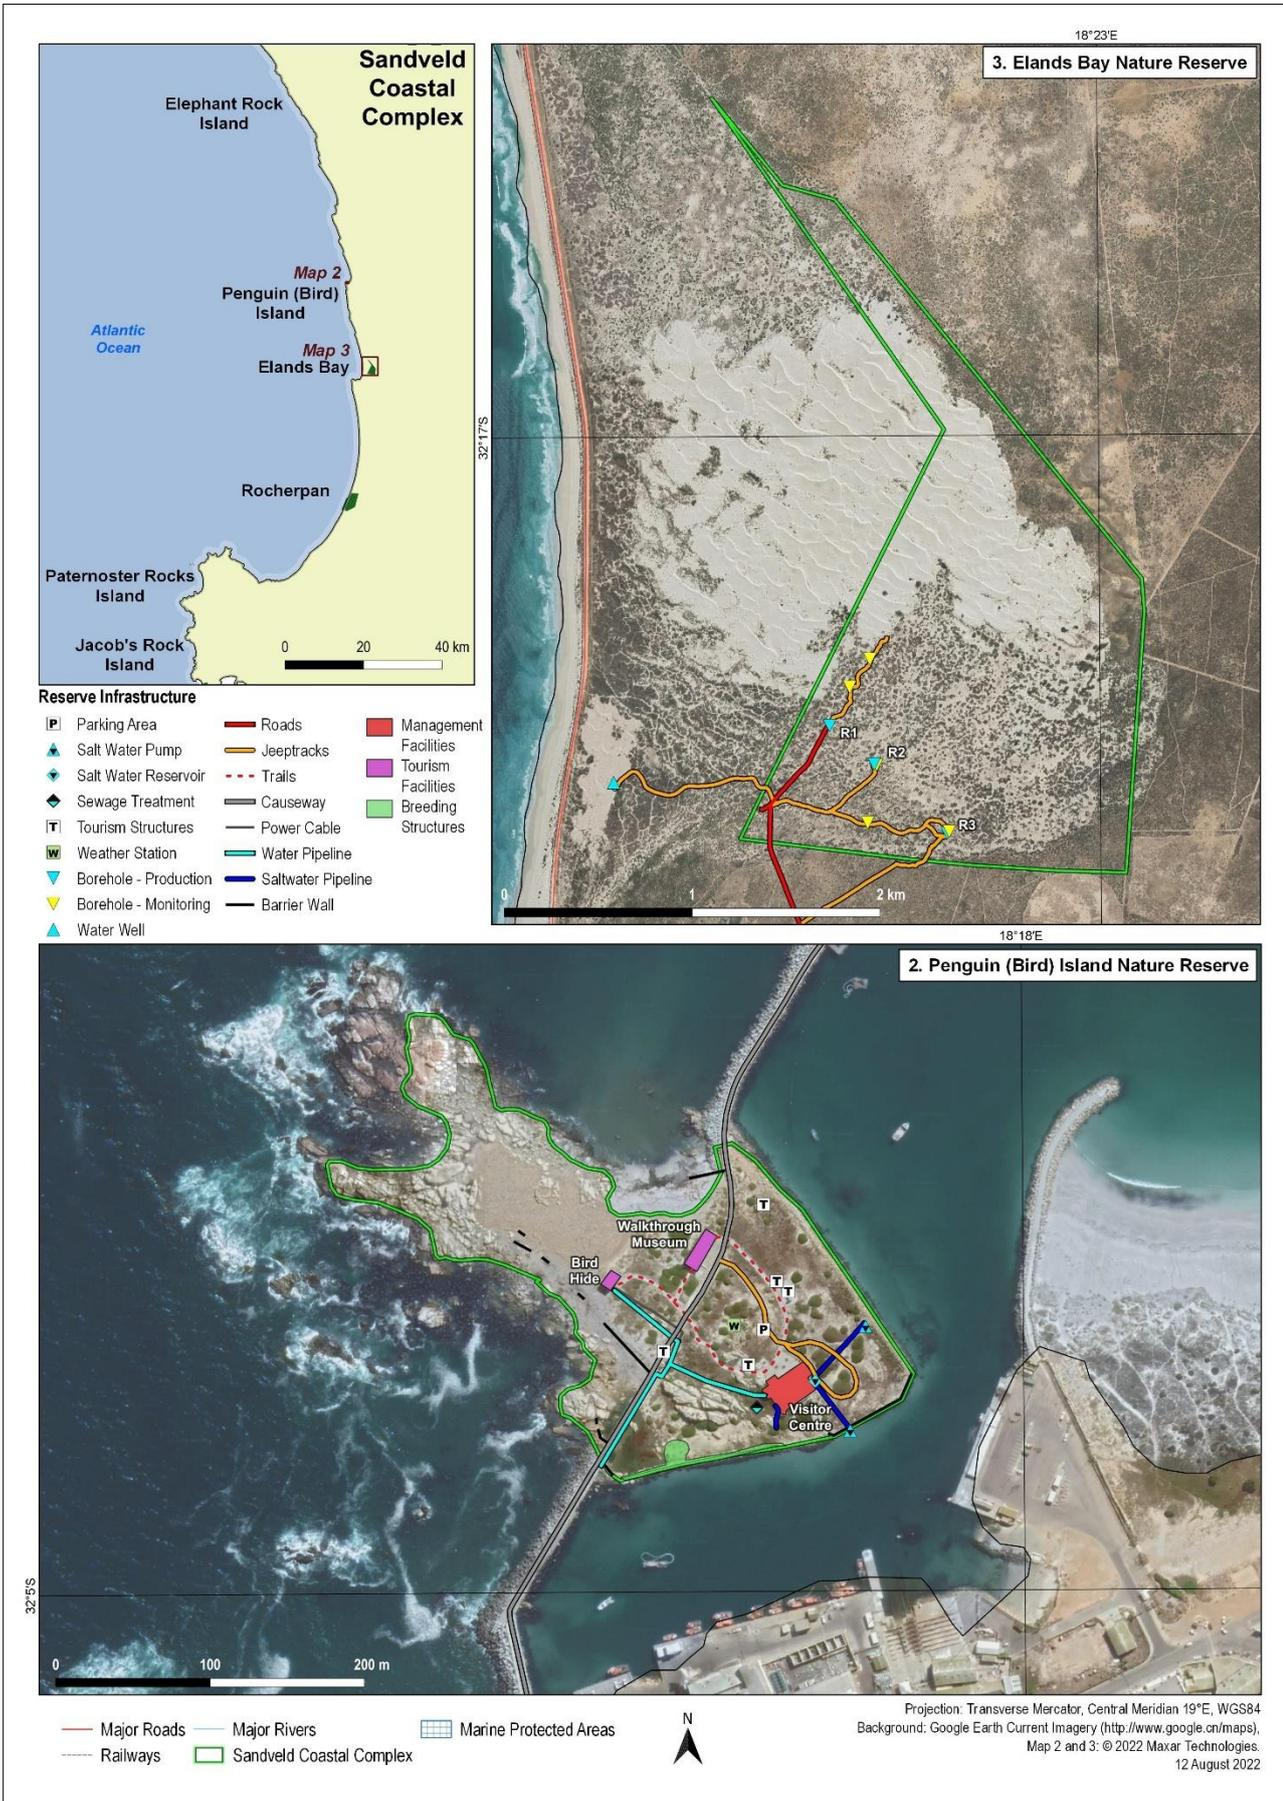 Sandveld
Coastal
Complex
Elephant Rock
Island
Map 2
Penguin (Bird)
Island
Atlantic
Ocean
Map 3
Elands Bay
Rocherpan
Paternoster Rocks
Island
Jacob's Rock
Island
0 20 40 km
18°23'E
3. Elands Bay Nature Reserve
32°17'S
R1
R2
R3
0 1 2 km
Reserve Infrastructure
P Parking Area
Salt Water Pump
Salt Water Reservoir
Sewage Treatment
T Tourism Structures
W Weather Station
Borehole - Production
Borehole - Monitoring
Water Well
Roads
Jeeptracks
Trails
Causeway
Power Cable
Water Pipeline
Saltwater Pipeline
Barrier Wall
Management
Facilities
Tourism
Facilities
Breeding
Structures
18°18'E
2. Penguin (Bird) Island Nature Reserve
T
Walkthrough
Museum
Bird
Hide
T
T
W
P
T
T
Visitor
Centre
32°5'S
0 100 200 m
Major Roads
Railways
Major Rivers
Sandveld Coastal Complex
Marine Protected Areas
N
Projection: Transverse Mercator, Central Meridian 19°E, WGS84
Background: Google Earth Current Imagery (http://www.google.cn/maps),
Map 2 and 3: © 2022 Maxar Technologies.
12 August 2022